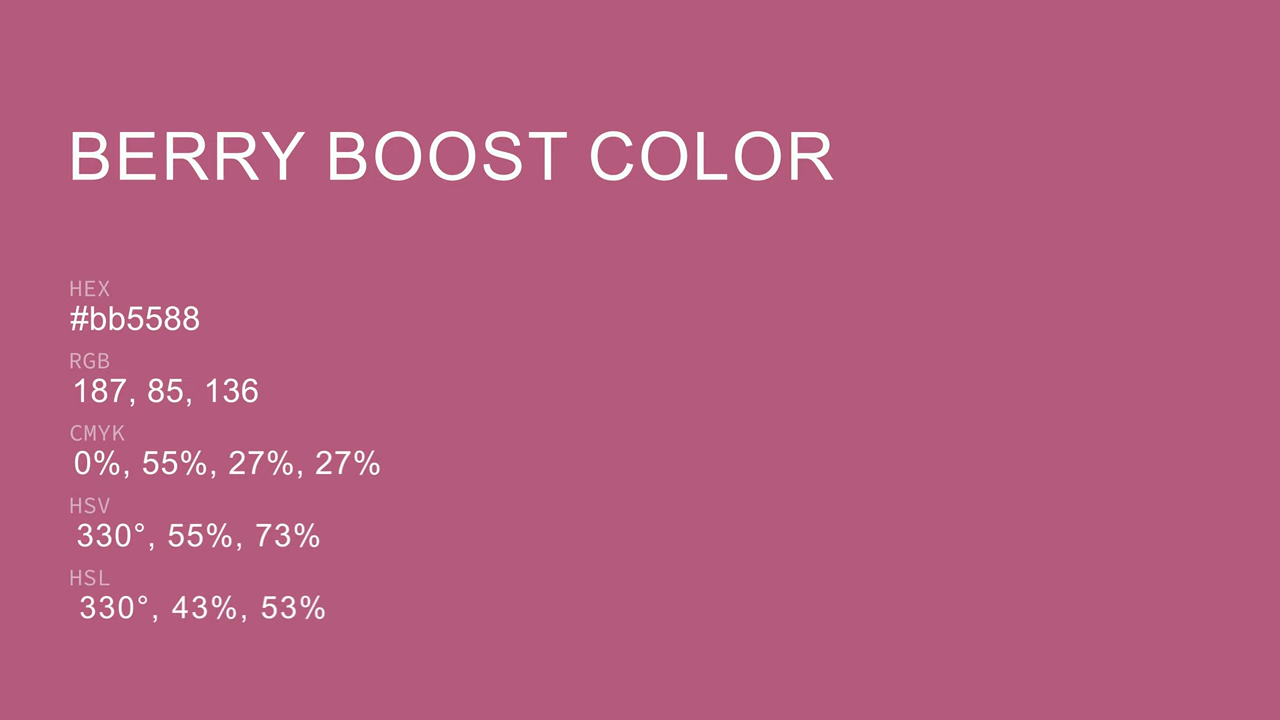 BERRY BOOST COLOR
HEX
#bb5588
RGB
187, 85, 136
CMYK
0%, 55%, 27%, 27%
HSV
330°, 55%, 73%
HSL
330°, 43%, 53%